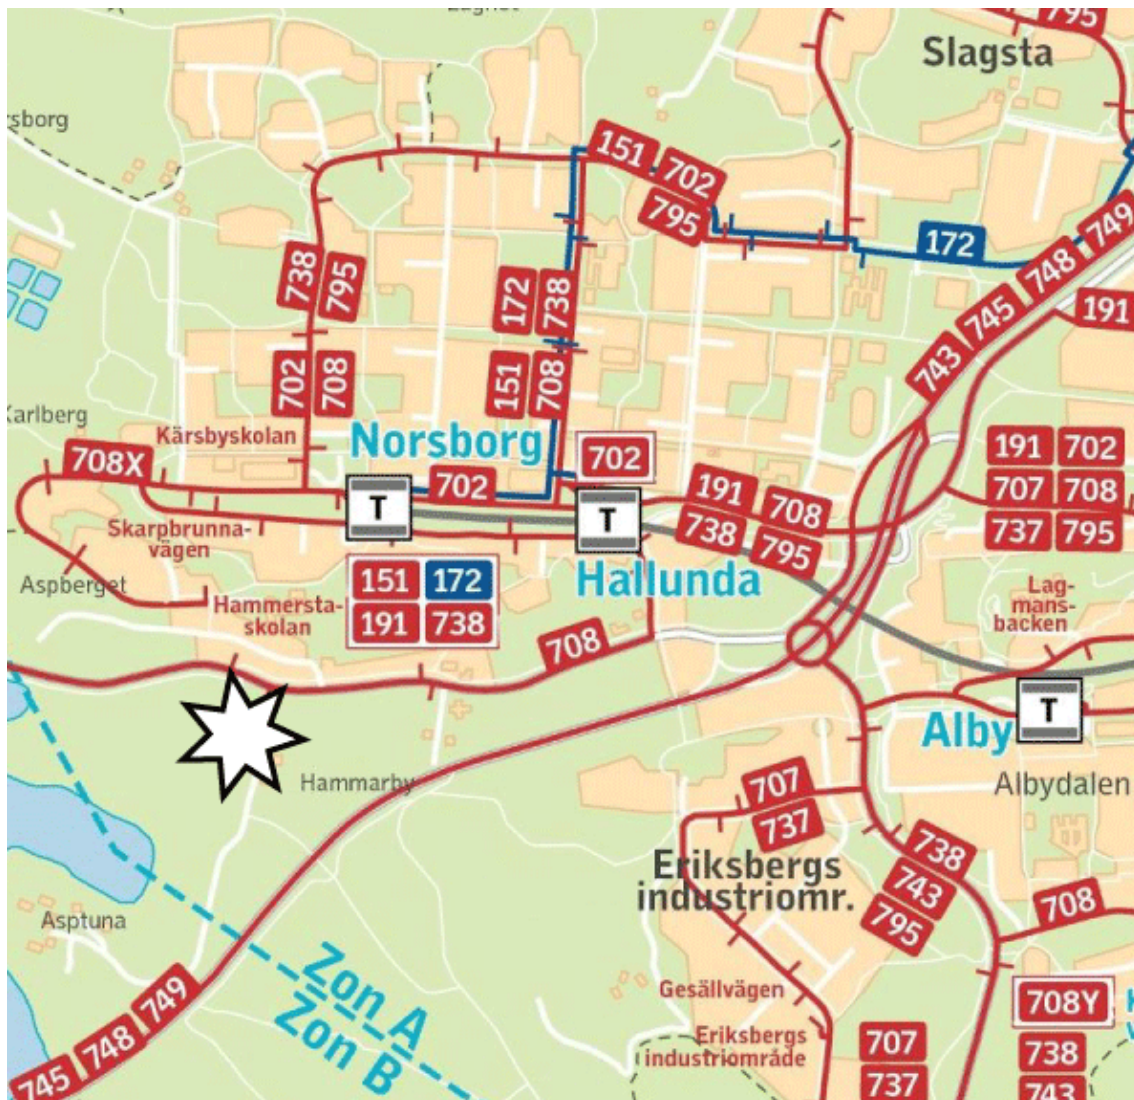 795
Slagsta
151 702
795
172
749
748
745
743
191
738
795
172
738
702
708
151
708
Karlberg
Kärsbyskolan
Norsborg
708X
702
702
T
T
191 708
738 795
191 702
707 708
737 795
Skarpbrunna-
vägen
Aspberget
Hallunda
151 172
191 738
Hammersta-
skolan
708
Lag-
mans-
backen
Alby
T
Albydalen
Hammarby
707
737
Eriksbergs
industriomr.
738
743
795
708
Asptuna
Zon A
Zon B
Gesällvägen
708Y
Eriksbergs
industriområde
707
737
738
743
745 748 749